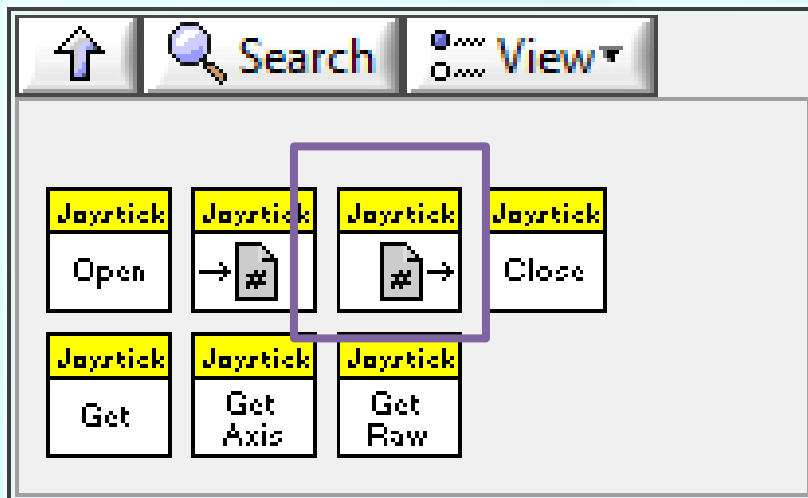 Search View
Joystick Joystick Joystick Joystick
Open → # # → Close
Joystick Joystick Joystick
Get Get Axis Get Raw